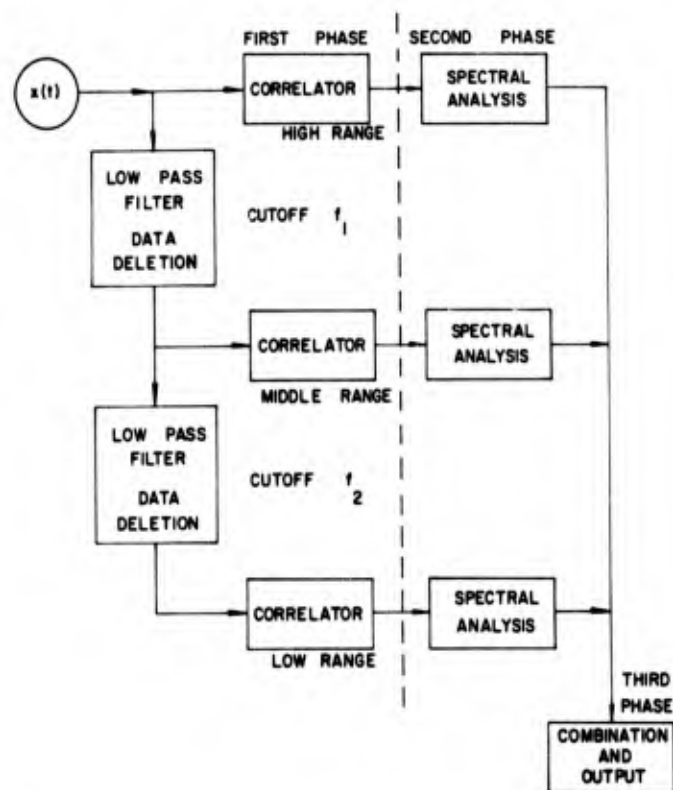 FIRST PHASE
SECOND PHASE
x(t)
CORRELATOR
SPECTRAL
ANALYSIS
HIGH RANGE
LOW PASS
FILTER
DATA
DELETION
CUTOFF f1
CORRELATOR
SPECTRAL
ANALYSIS
MIDDLE RANGE
LOW PASS
FILTER
DATA
DELETION
CUTOFF f2
CORRELATOR
SPECTRAL
ANALYSIS
LOW RANGE
THIRD
PHASE
COMBINATION
AND
OUTPUT